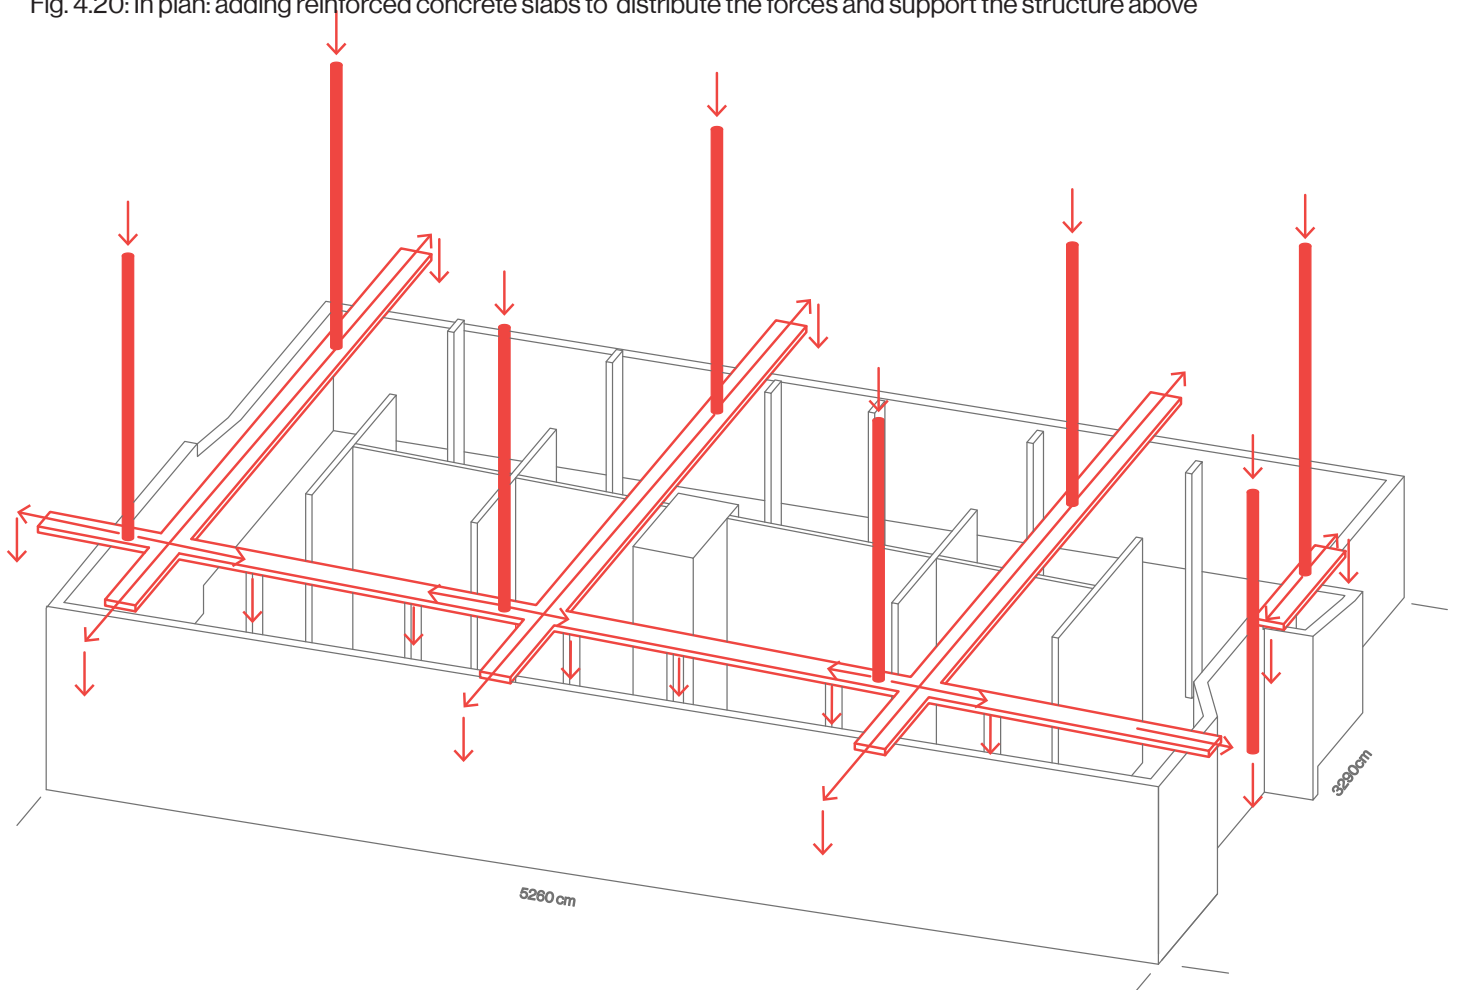 Fig. 4.20: In plan: adding reinforced concrete slabs to distribute the forces and support the structure above
3290cm
5260 cm